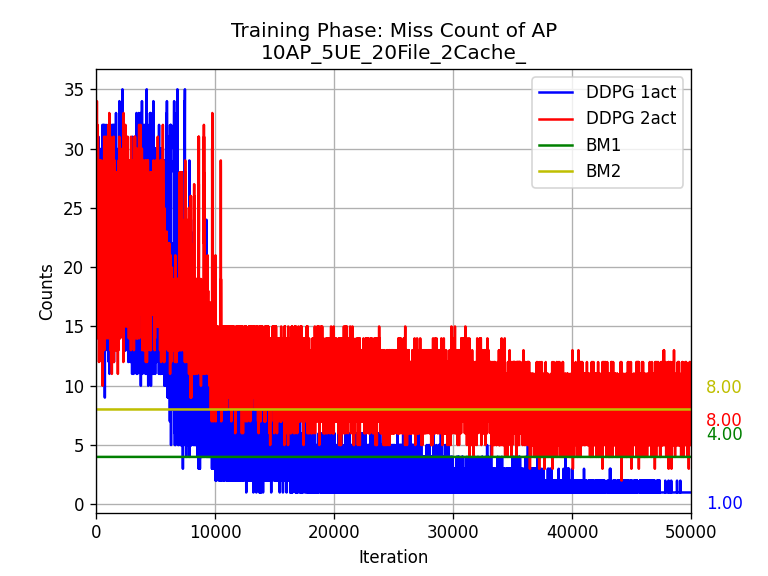 Training Phase: Miss Count of AP
10AP_5UE_20File_2Cache_
DDPG 1act
DDPG 2act
BM1
BM2
Counts
35
30
25
20
15
10
5
0
8.00
8.00
4.00
1.00
0 10000 20000 30000 40000 50000
Iteration